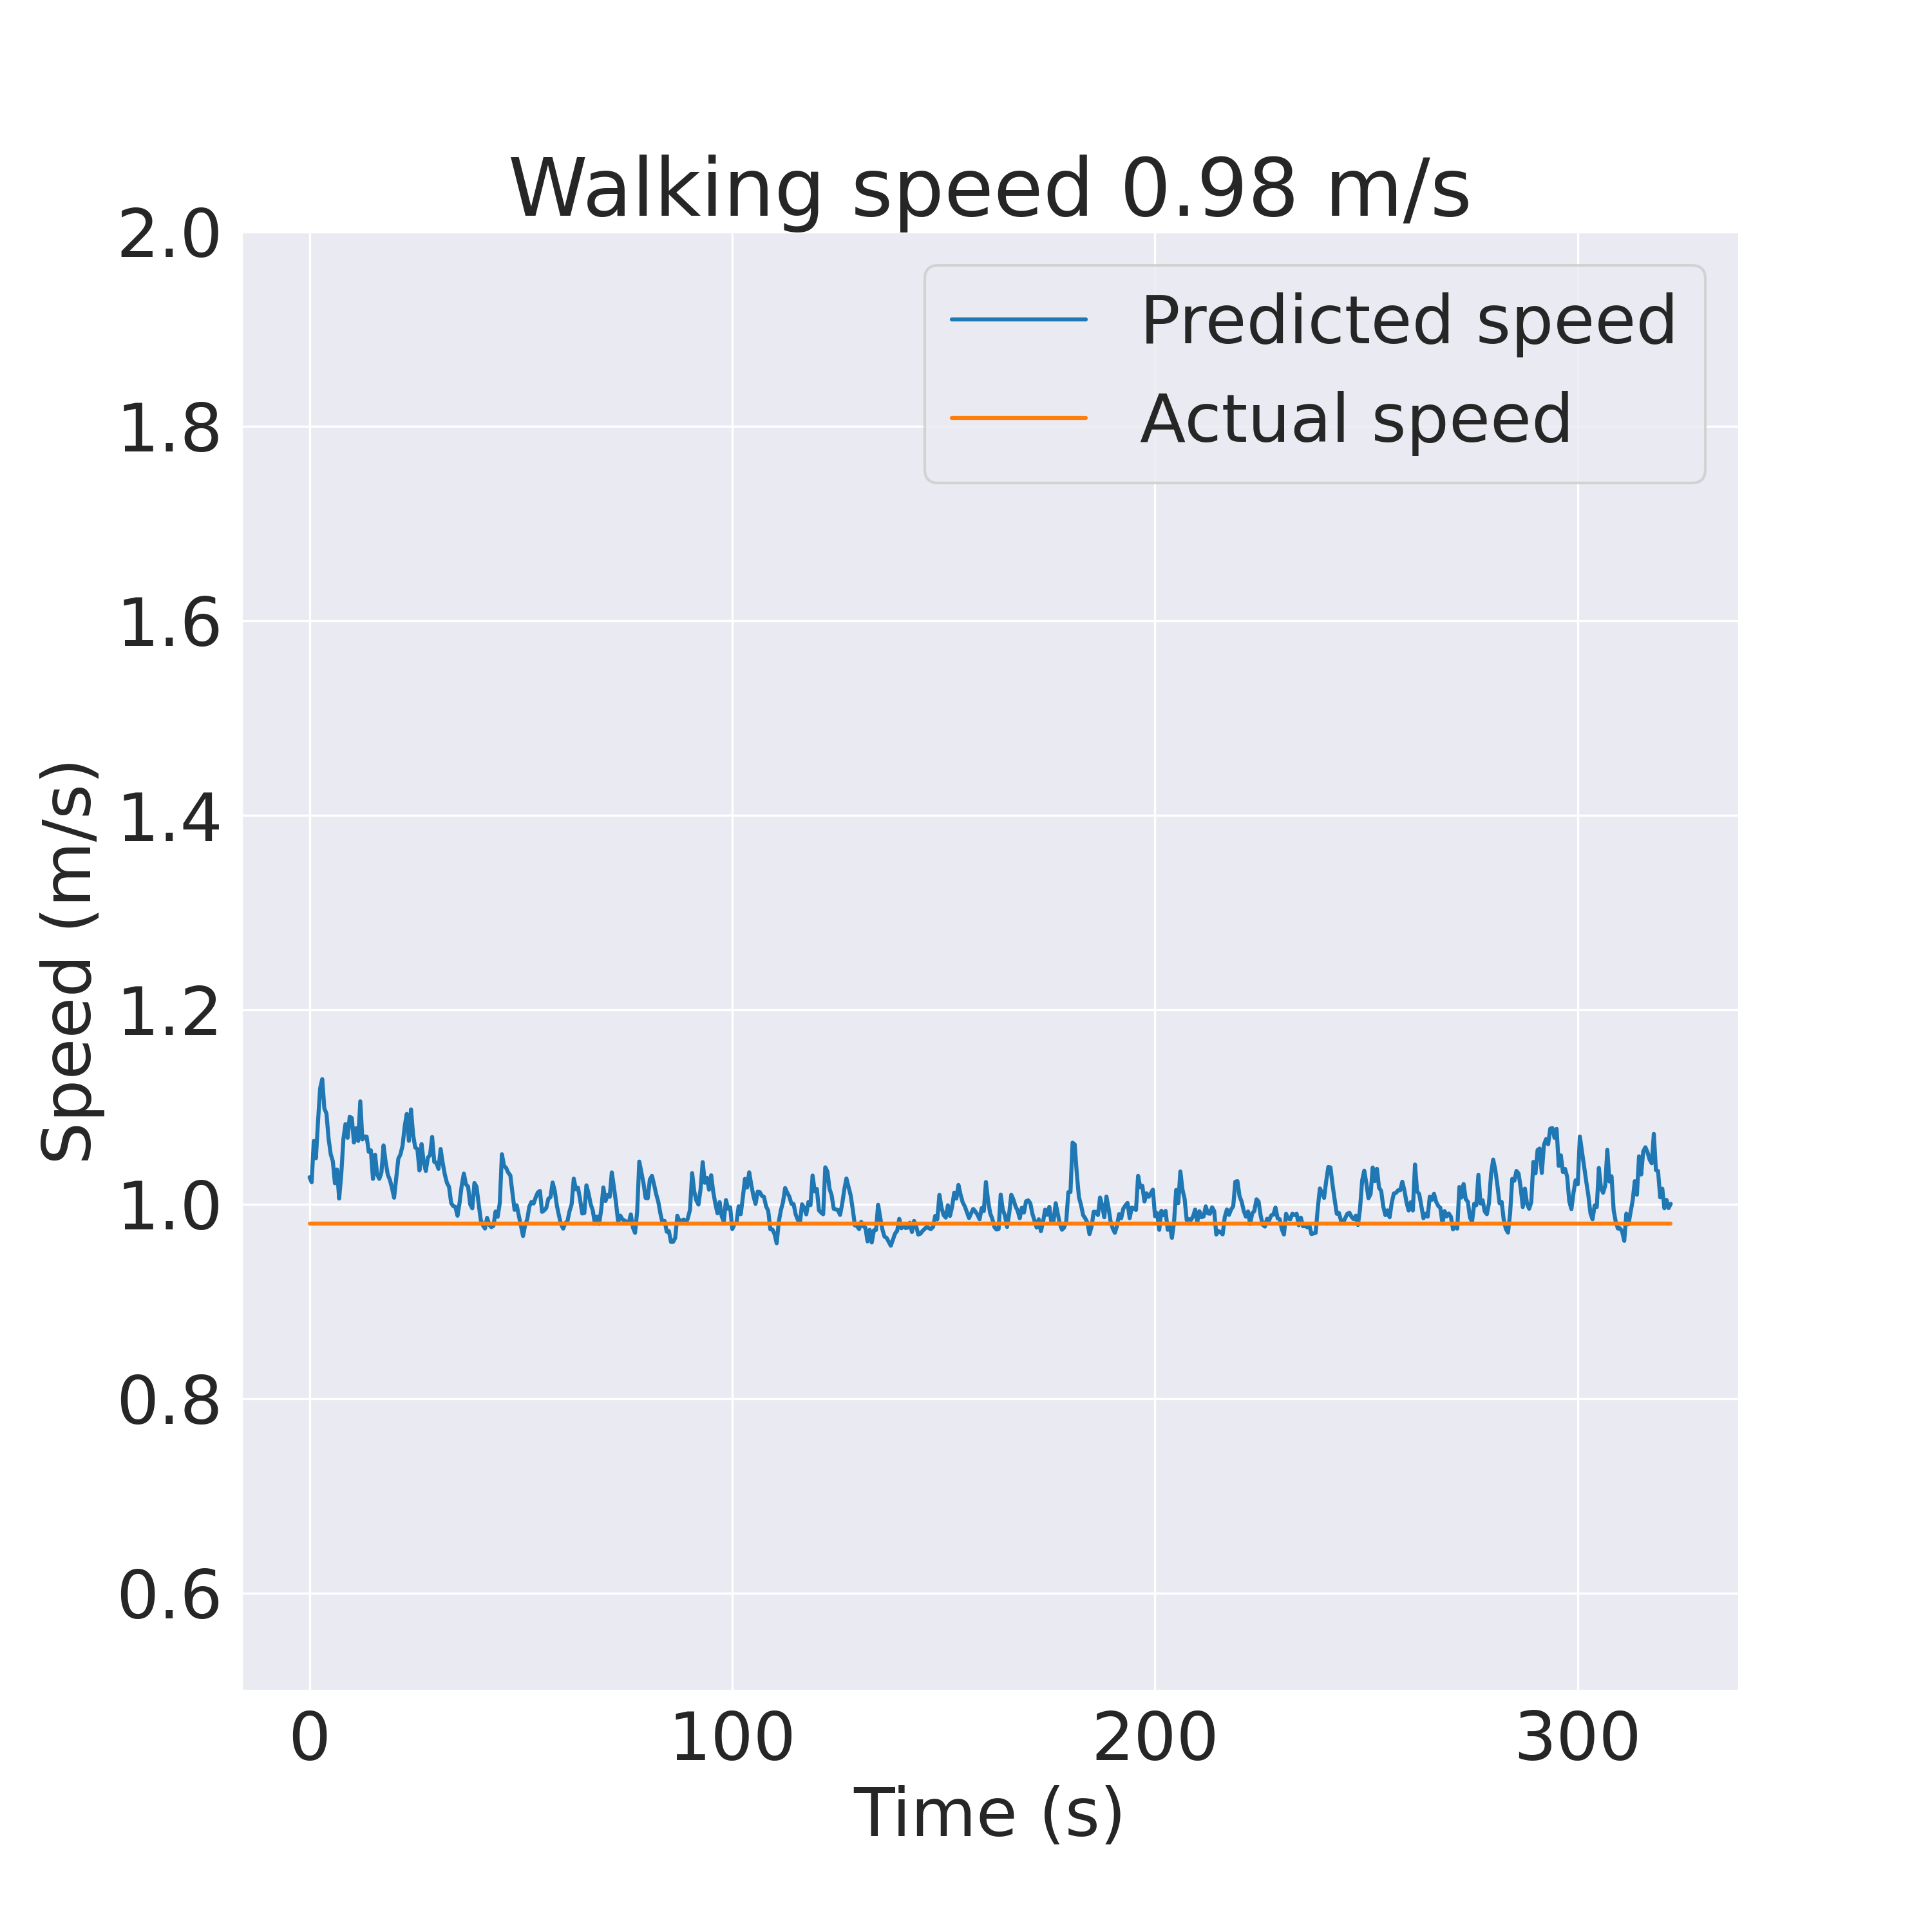 Walking speed 0.98 m/s
Predicted speed
Actual speed
2.0
1.8
1.6
1.4
1.2
1.0
0.8
0.6
Speed (m/s)
0 100 200 300
Time (s)